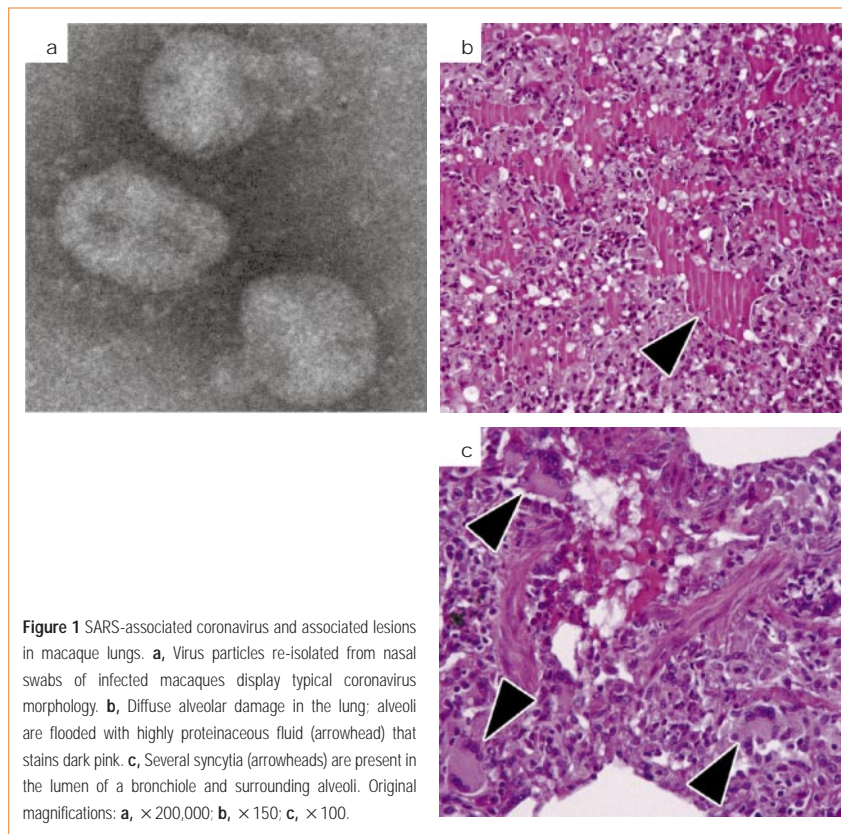 a
b
c
Figure 1 SARS-associated coronavirus and associated lesions
in macaque lungs. a, Virus particles re-isolated from nasal
swabs of infected macaques display typical coronavirus
morphology. b, Diffuse alveolar damage in the lung; alveoli
are flooded with highly proteinaceous fluid (arrowhead) that
stains dark pink. c, Several syncytia (arrowheads) are present in
the lumen of a bronchiole and surrounding alveoli. Original
magnifications: a, ×200,000; b, ×150; c, ×100.